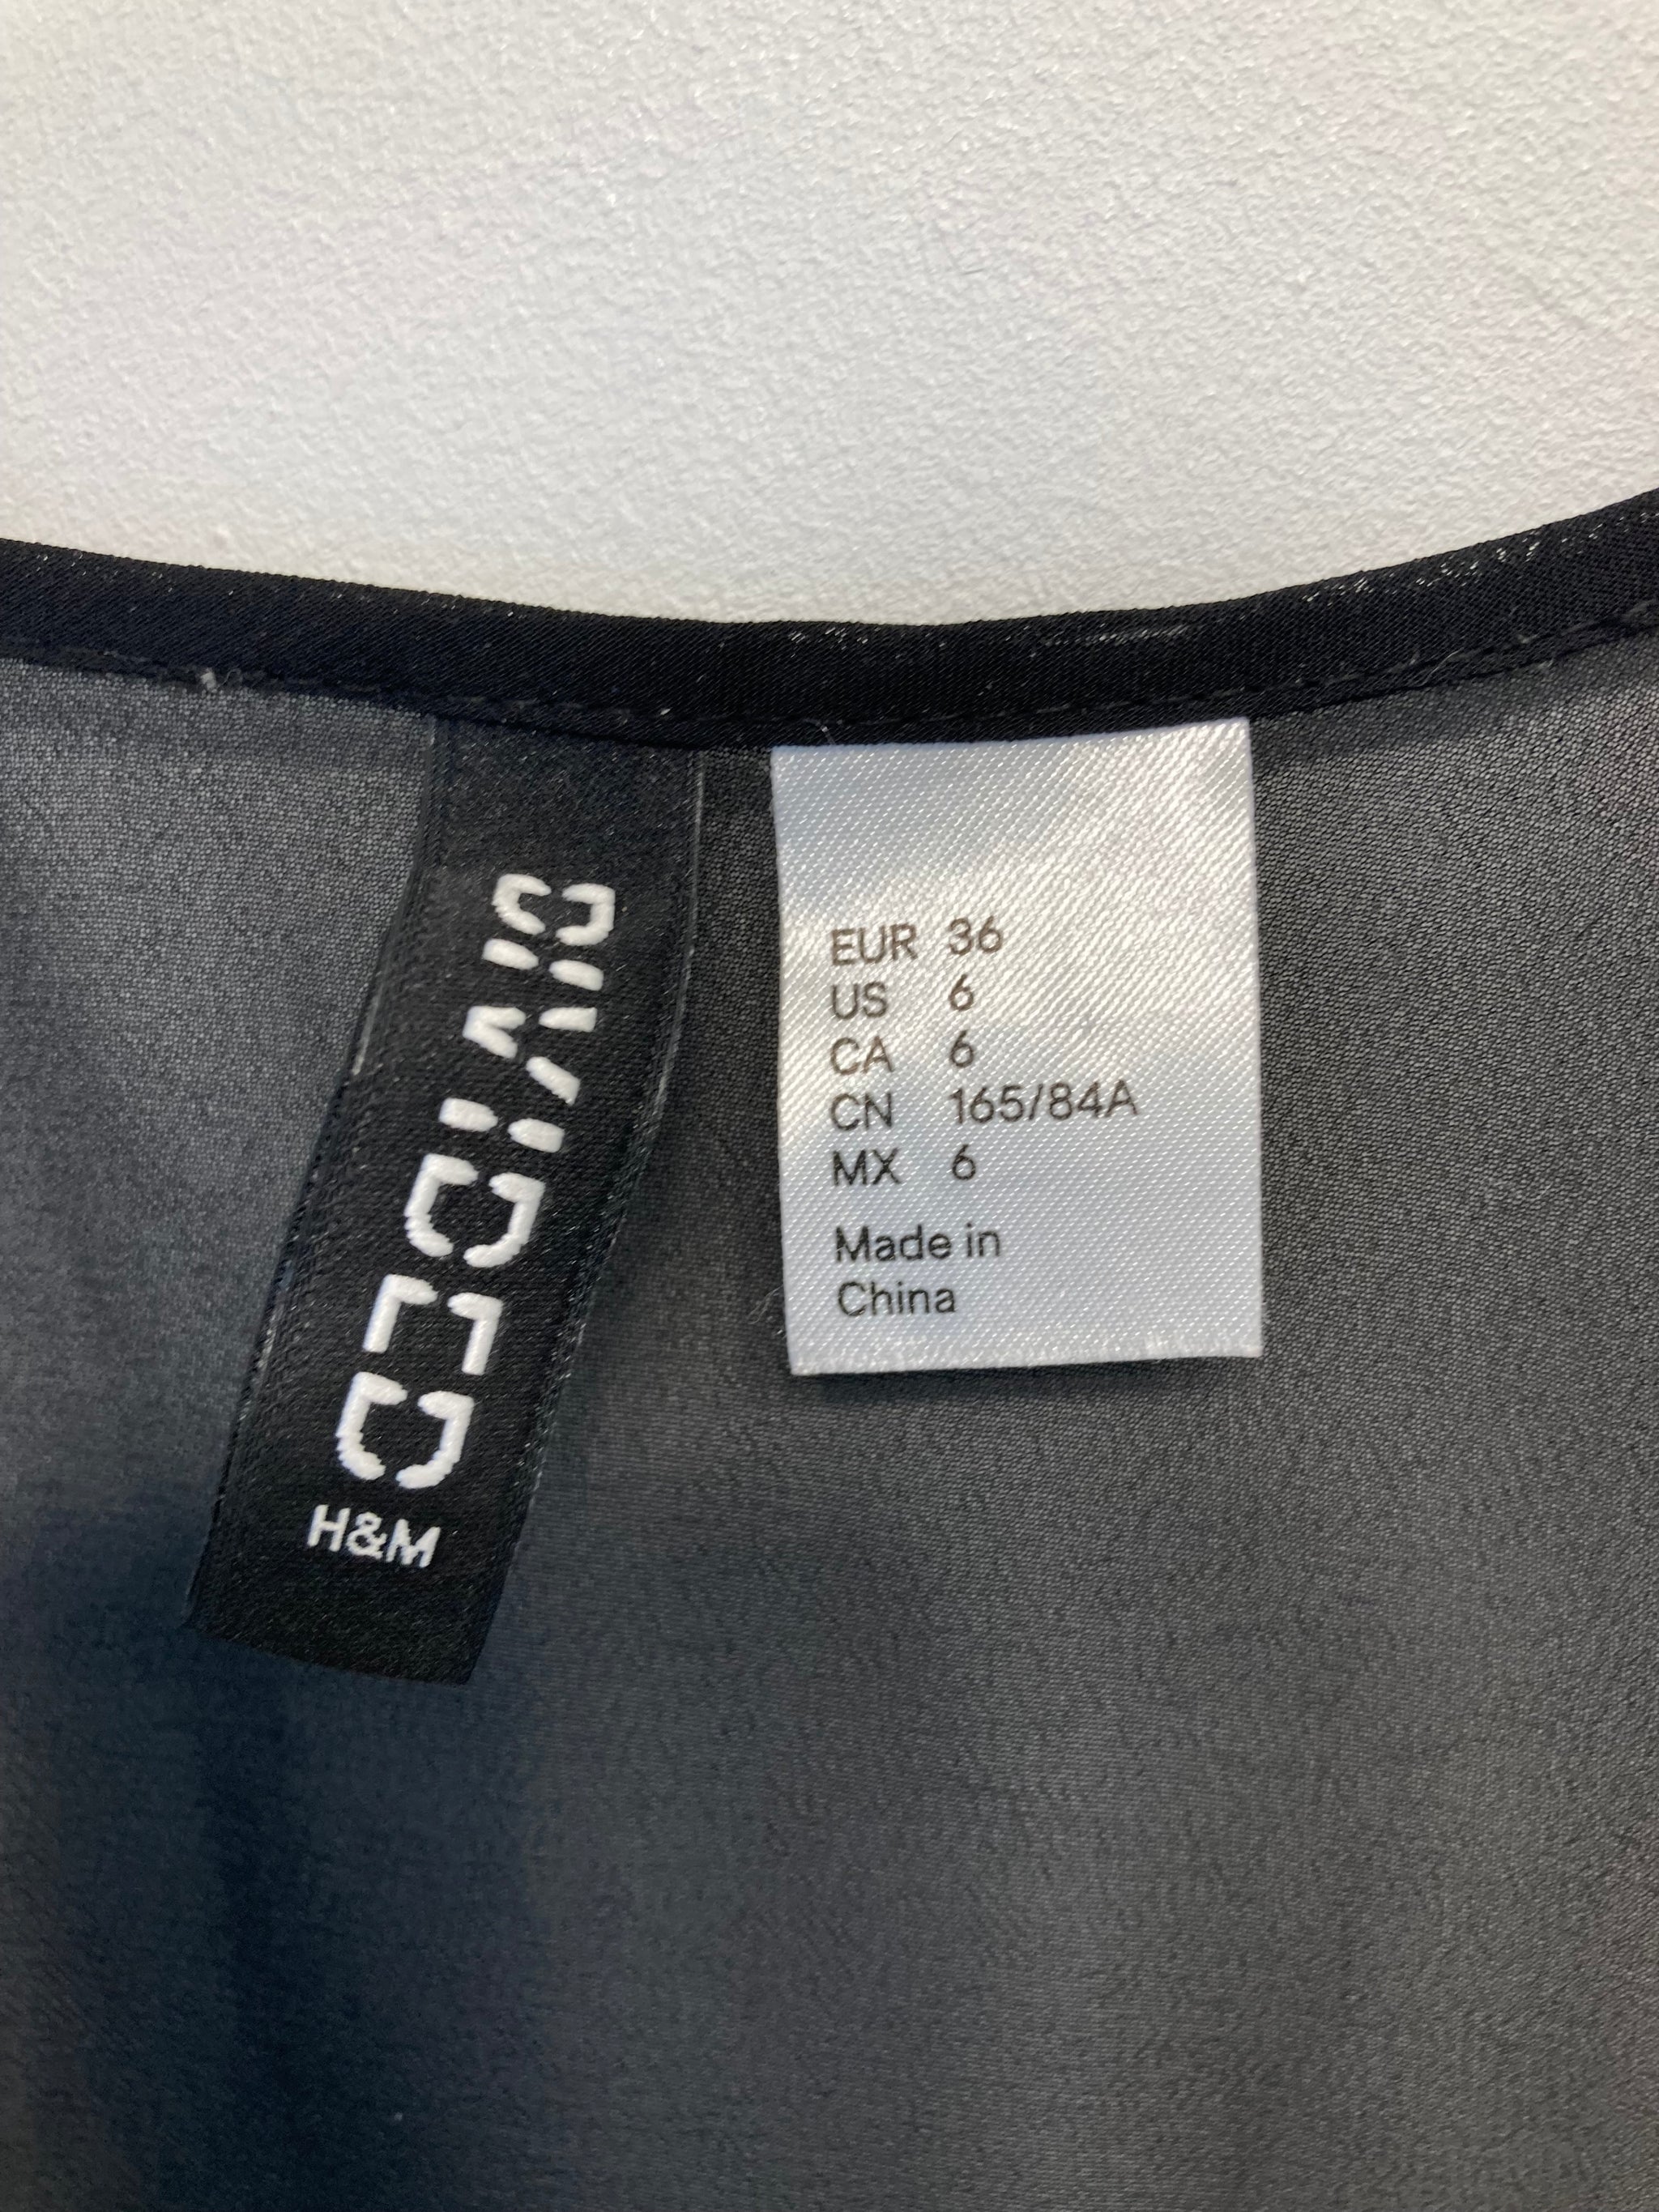 DIVIDED
H&M
EUR 36
US 6
CA 6
CN 165/84A
MX 6
Made in
China